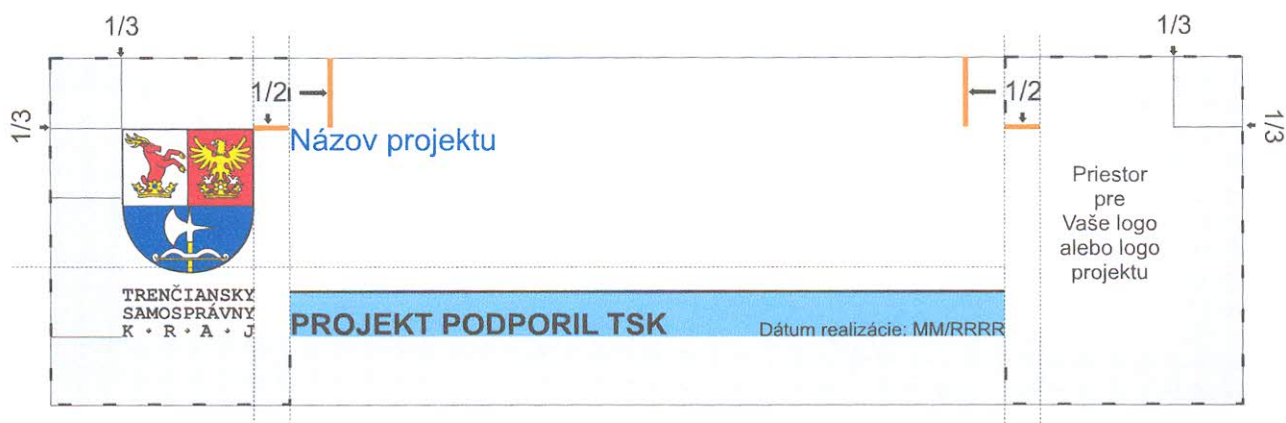 1/3
1/3
1/2
1/2
1/3
1/3
Názov projektu
Priestor
pre
Vaše logo
alebo logo
projektu
TRENČIANSKY
SAMOSPRÁVNY
K · R · A · J
PROJEKT PODPORIL TSK
Dátum realizácie: MM/RRRR